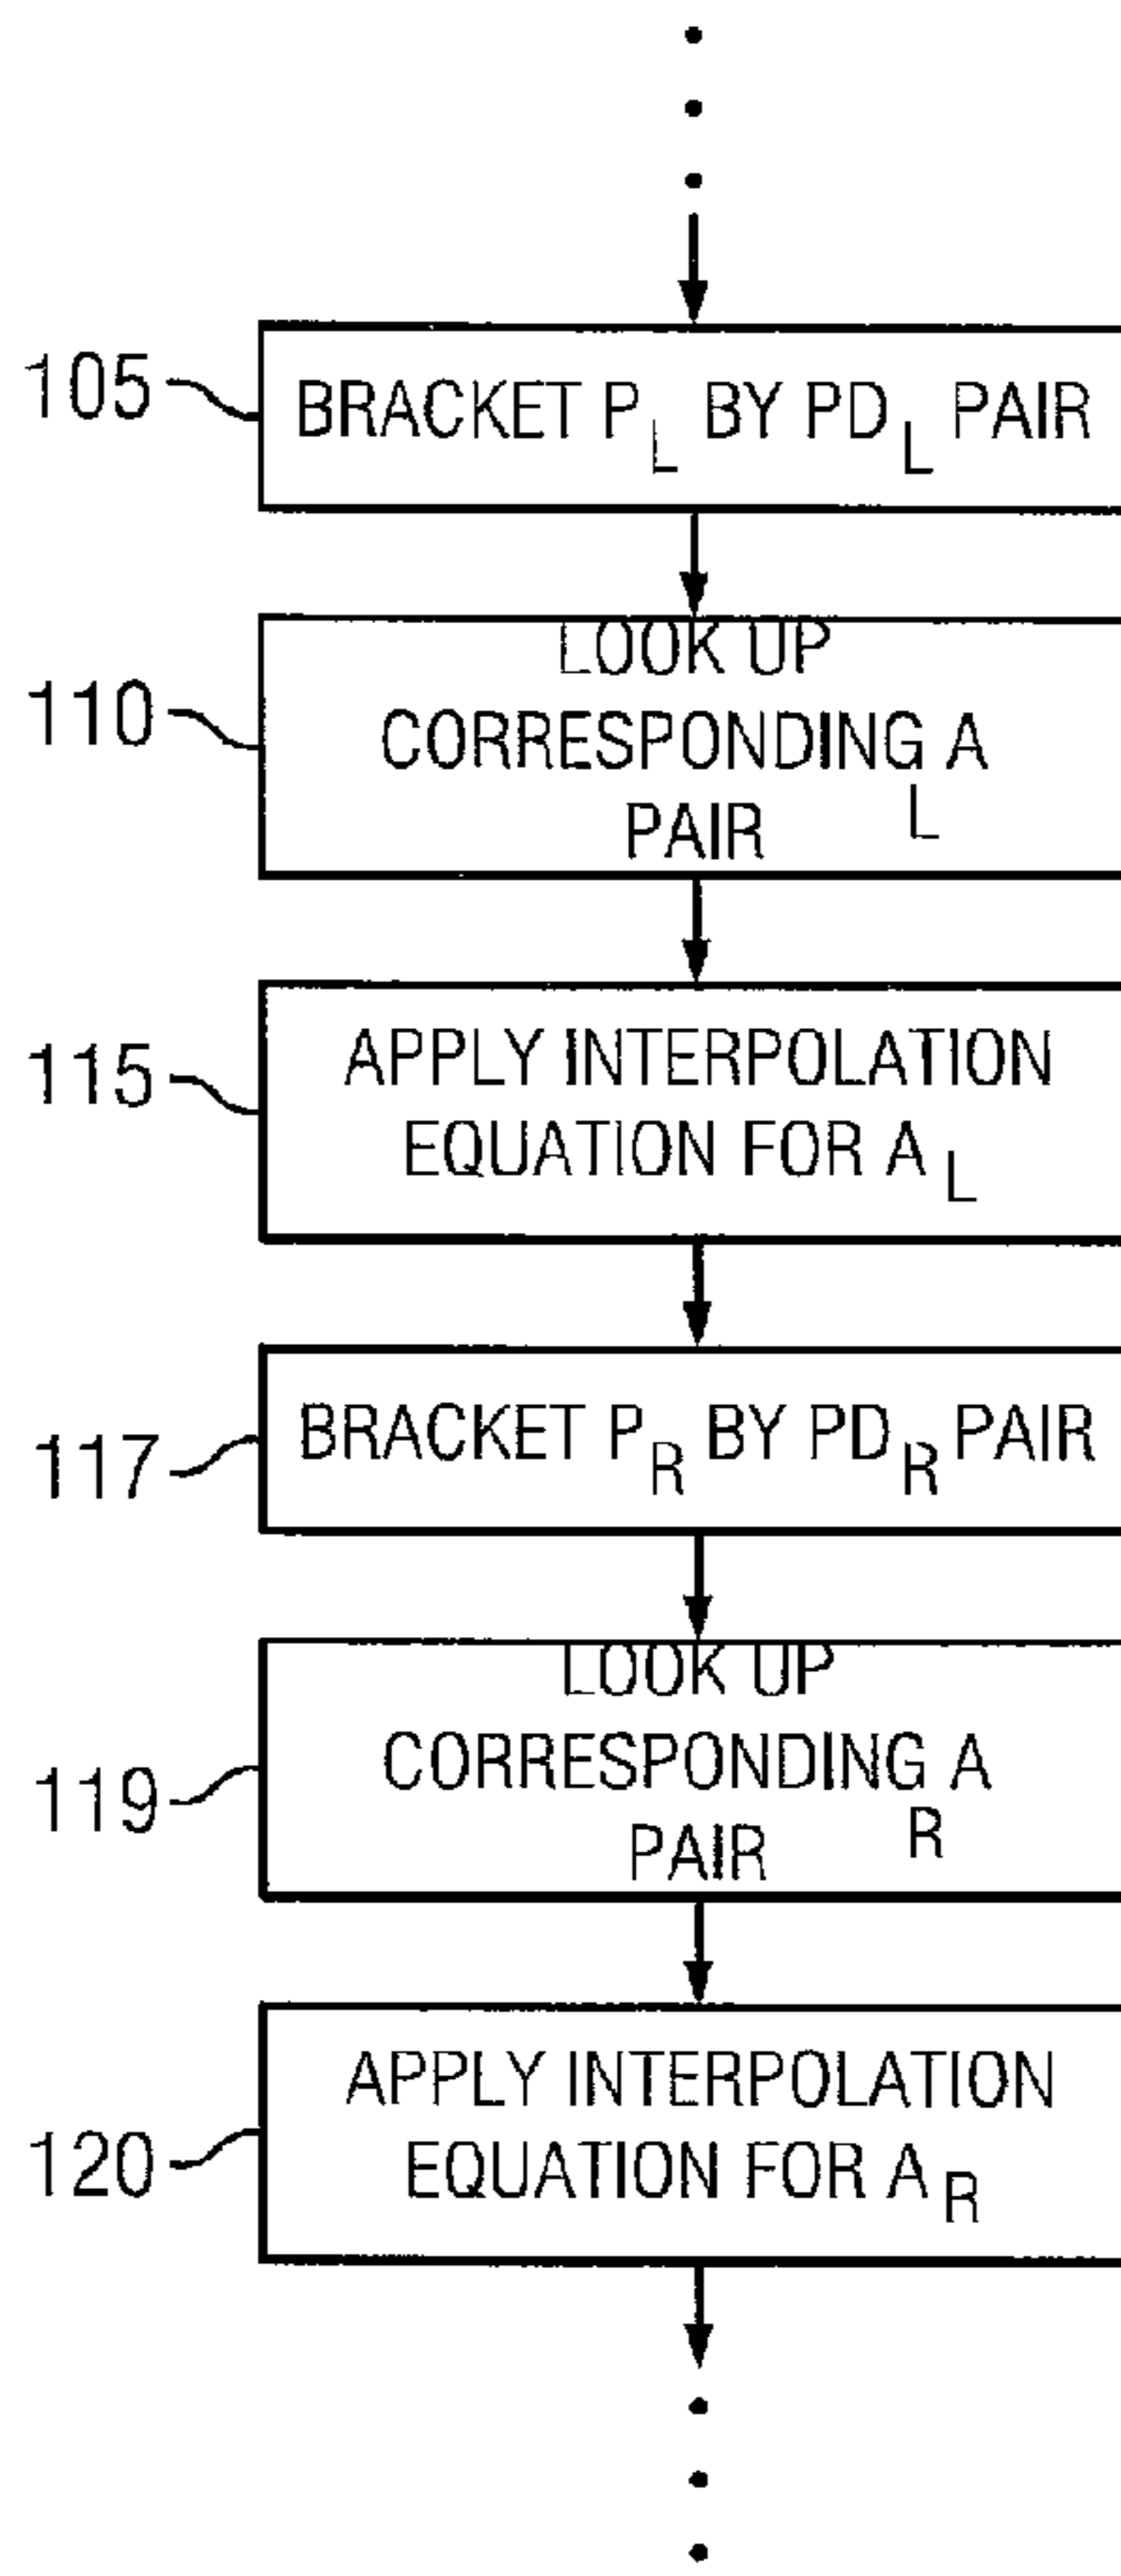 105
BRACKET P_L BY PD_L PAIR
110
LOOK UP
CORRESPONDING A_L
PAIR
115
APPLY INTERPOLATION
EQUATION FOR A_L
117
BRACKET P_R BY PD_R PAIR
119
LOOK UP
CORRESPONDING A_R
PAIR
120
APPLY INTERPOLATION
EQUATION FOR A_R